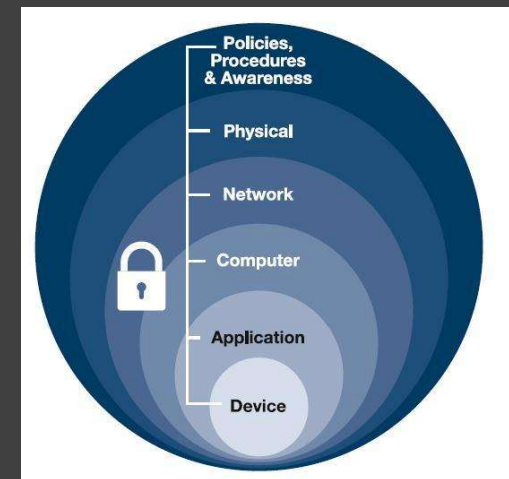 Policies,
Procedures
& Awareness
Physical
Network
Computer
Application
Device